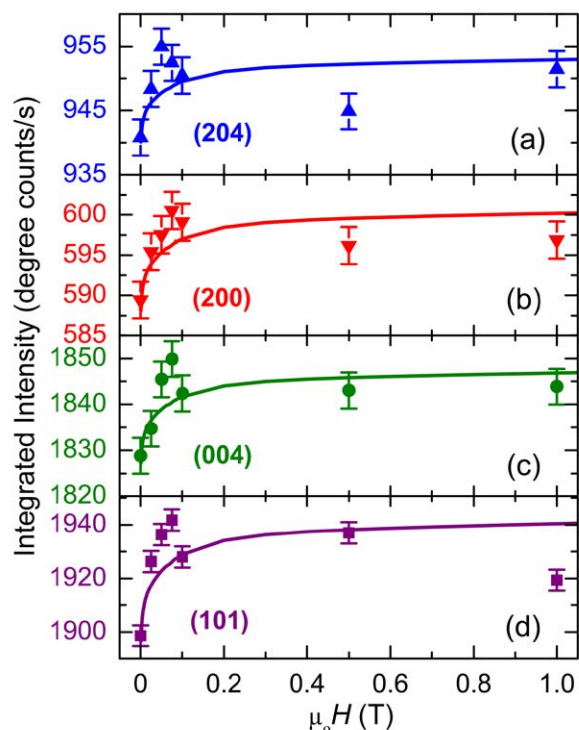 Integrated Intensity (degree counts/s)
955
945
935
(204)
(a)
600
595
590
585
(200)
(b)
1850
1840
1830
1820
(004)
(c)
1940
1920
1900
(101)
(d)
0 0.2 0.4 0.6 0.8 1.0
μₒH (T)